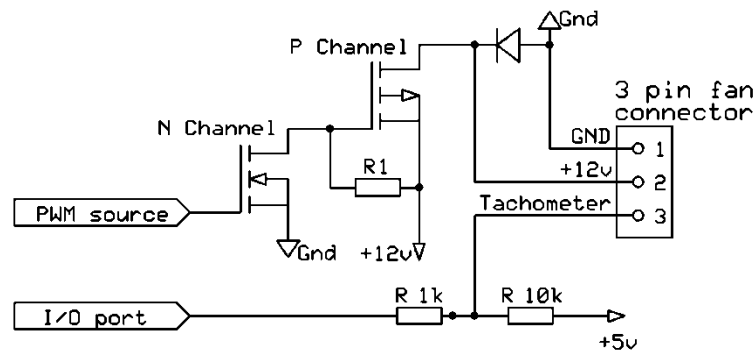 Gnd
P Channel
3 pin fan
connector
N Channel
GND
1
R1
+12v
2
PWM source
Tachometer
3
Gnd
+12v
R 1k
R 10k
I/O port
+5v